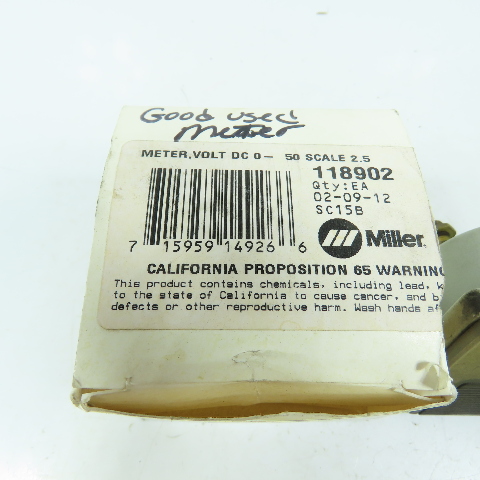 Good used
Meter
METER,VOLT DC 0- 50 SCALE 2.5
118902
Qty:EA
02-09-12
SC15B
7 15959 14926 6
Miller
CALIFORNIA PROPOSITION 65 WARNING
This product contains chemicals, including lead,
to the state of California to cause cancer, and
defects or other reproductive harm. Wash hands